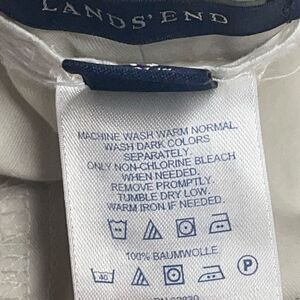 LANDS' END
MACHINE WASH WARM NORMAL,
WASH DARK COLORS
SEPARATELY.
ONLY NON-CHLORINE BLEACH
WHEN NEEDED.
REMOVE PROMPTLY.
TUMBLE DRY LOW.
WARM IRON IF NEEDED.
100% BAUMWOLLE
40 P